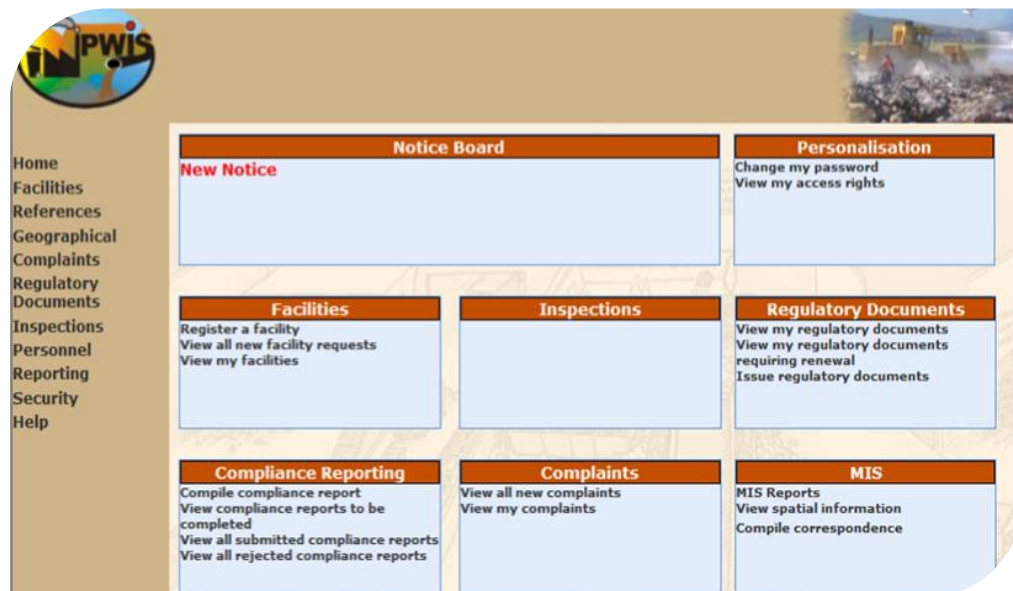 INPWIS
Home
Facilities
References
Geographical
Complaints
Regulatory
Documents
Inspections
Personnel
Reporting
Security
Help
Notice Board
New Notice
Personalisation
Change my password
View my access rights
Facilities
Register a facility
View all new facility requests
View my facilities
Inspections
Regulatory Documents
View my regulatory documents
View my regulatory documents
requiring renewal
Issue regulatory documents
Compliance Reporting
Compile compliance report
View compliance reports to be
completed
View all submitted compliance reports
View all rejected compliance reports
Complaints
View all new complaints
View my complaints
MIS
MIS Reports
View spatial information
Compile correspondence